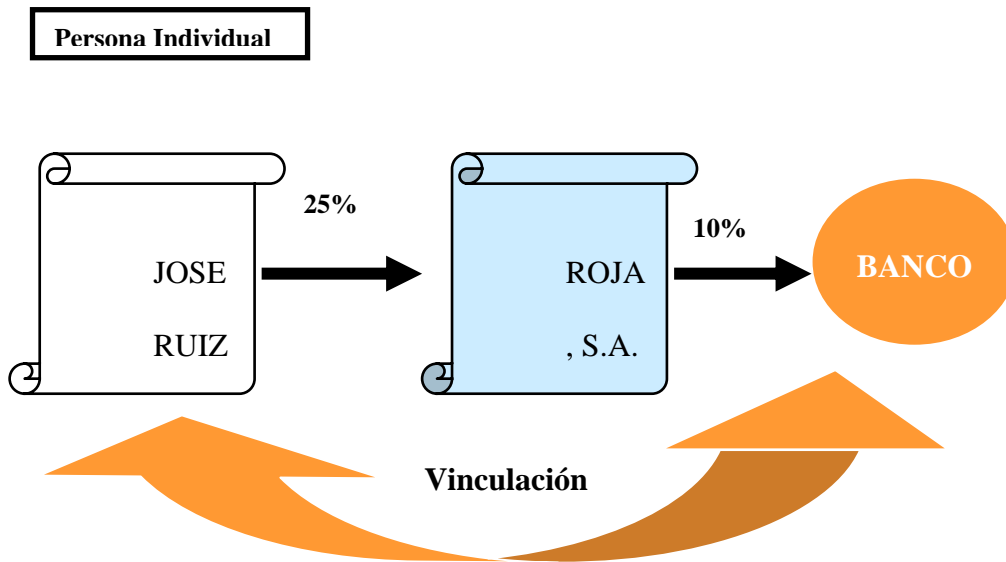 Persona Individual
25%
10%
JOSE
RUIZ
ROJA
, S.A.
BANCO
Vinculación